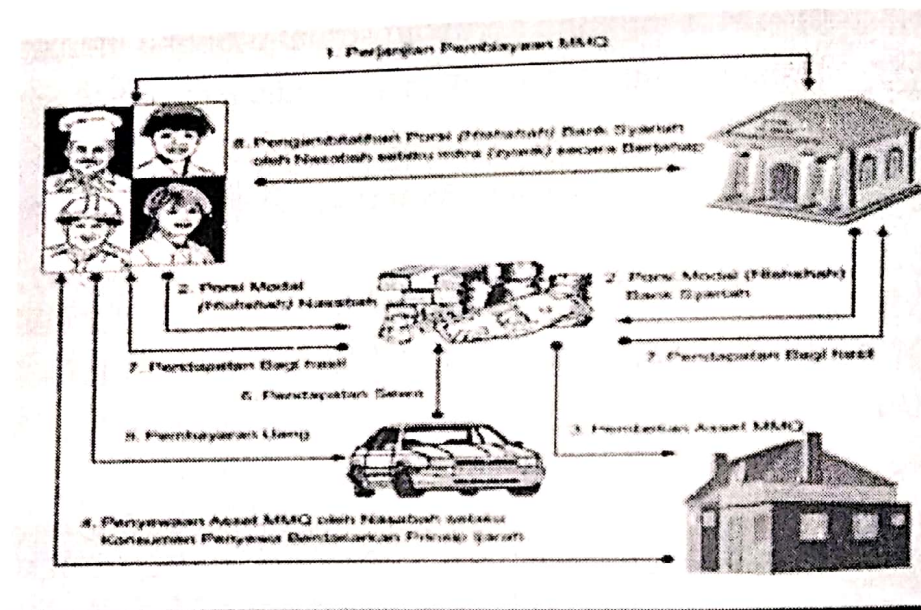 1. Perjanjian Pembiayaan MMQ
8. Pengambilalihan Porsi (Hishshah) Bank Syariah
oleh Nasabah selaku mitra (syarik) secara Bertahap
2. Porsi Modal
(Hishshah) Nasabah
2. Porsi Modal (Hishshah)
Bank Syariah
7. Pendapatan Bagi hasil
7. Pendapatan Bagi hasil
6. Pendapatan Sewa
5. Pembayaran Uang
3. Pembelian Asset MMQ
4. Penyewaan Asset MMQ oleh Nasabah selaku
Konsumen Penyewa Berdasarkan Prinsip Ijarah